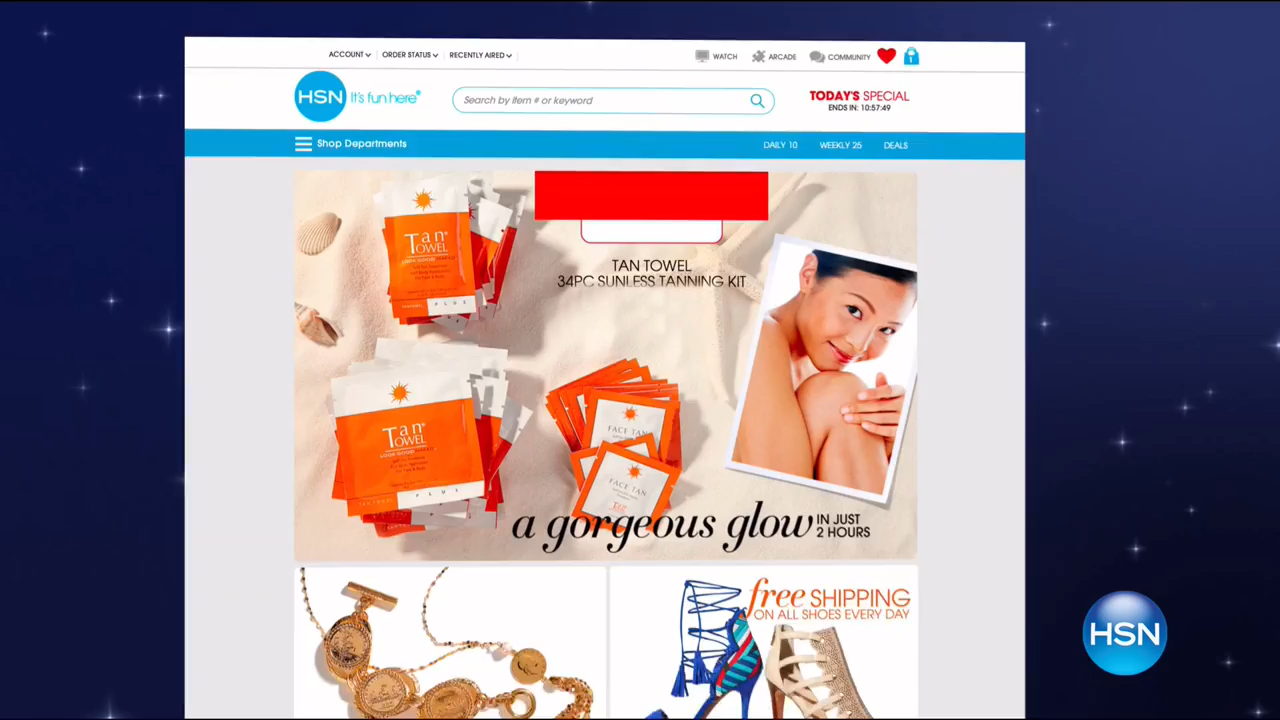 ACCOUNT
ORDER STATUS
RECENTLY AIRED
WATCH
ARCADE
COMMUNITY
1
HSN It's fun here®
Search by item # or keyword
TODAY'S SPECIAL
ENDS IN: 10:57:49
Shop Departments
DAILY 10
WEEKLY 25
DEALS
Tan®
TOWEL
PLUS
TAN TOWEL
34PC SUNLESS TANNING KIT
Tan®
TOWEL
PLUS
FACE TAN
FACE TAN
a gorgeous glow IN JUST
2 HOURS
free SHIPPING
ON ALL SHOES EVERY DAY
HSN